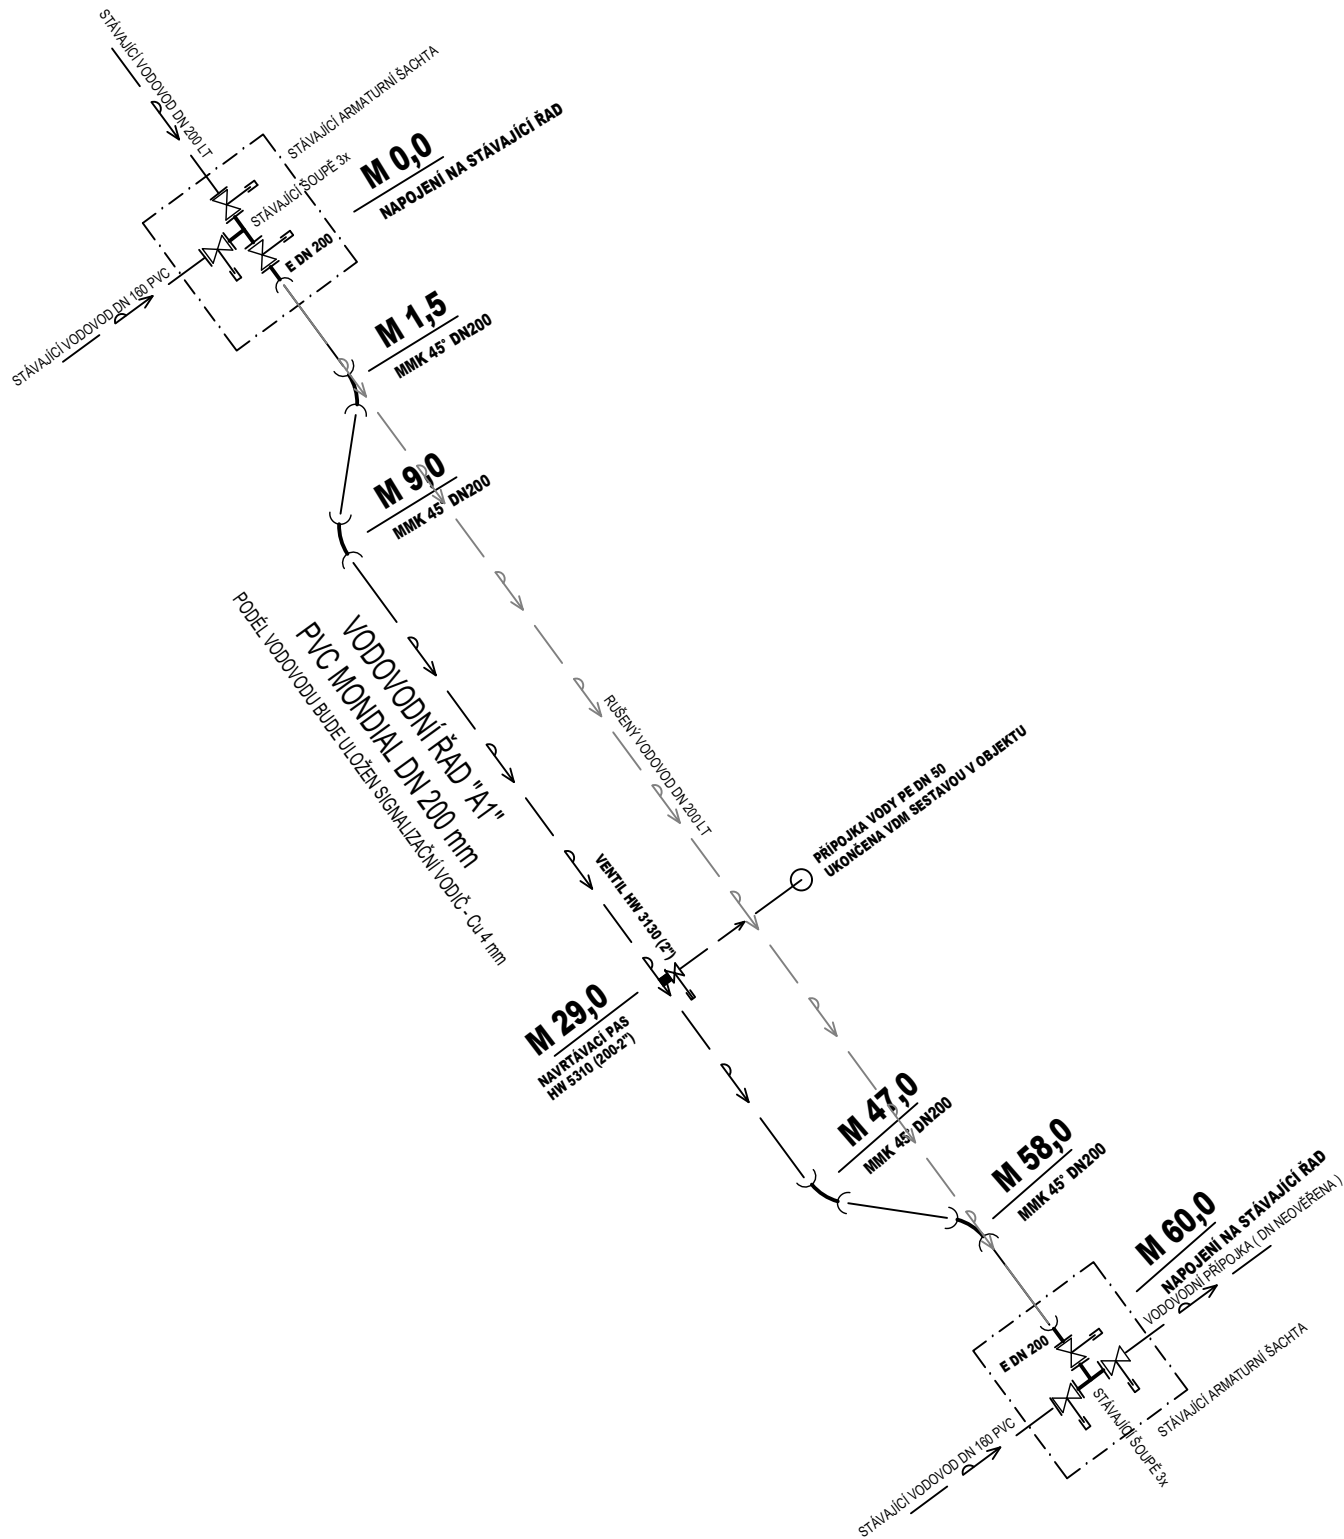 STÁVAJÍCÍ VODOVOD DN 200 LT
STÁVAJÍCÍ ARMATURNÍ ŠACHTA
STÁVAJÍCÍ ŠOUPĚ 3x
M 0,0
NAPOJENÍ NA STÁVAJÍCÍ ŘAD
E DN 200
STÁVAJÍCÍ VODOVOD DN 160 PVC
M 1,5
MMK 45° DN200
M 9,0
MMK 45° DN200
VODOVODNÍ ŘAD "A1"
PVC MONDIAL DN 200 mm
PODÉL VODOVODU BUDE ULOŽEN SIGNALIZAČNÍ VODIČ - Cu 4 mm
RUŠENÝ VODOVOD DN 200 LT
PŘÍPOJKA VODY PE DN 50
UKONČENA VDM SESTAVOU V OBJEKTU
VENTIL HW 3130 (2")
M 29,0
NAVRTÁVACÍ PAS
HW 5310 (200-2")
M 47,0
MMK 45° DN200
M 58,0
MMK 45° DN200
M 60,0
NAPOJENÍ NA STÁVAJÍCÍ ŘAD
VODOVODNÍ PŘÍPOJKA ( DN NEOVĚŘENA )
E DN 200
STÁVAJÍCÍ ARMATURNÍ ŠACHTA
STÁVAJÍCÍ ŠOUPĚ 3x
STÁVAJÍCÍ VODOVOD DN 160 PVC